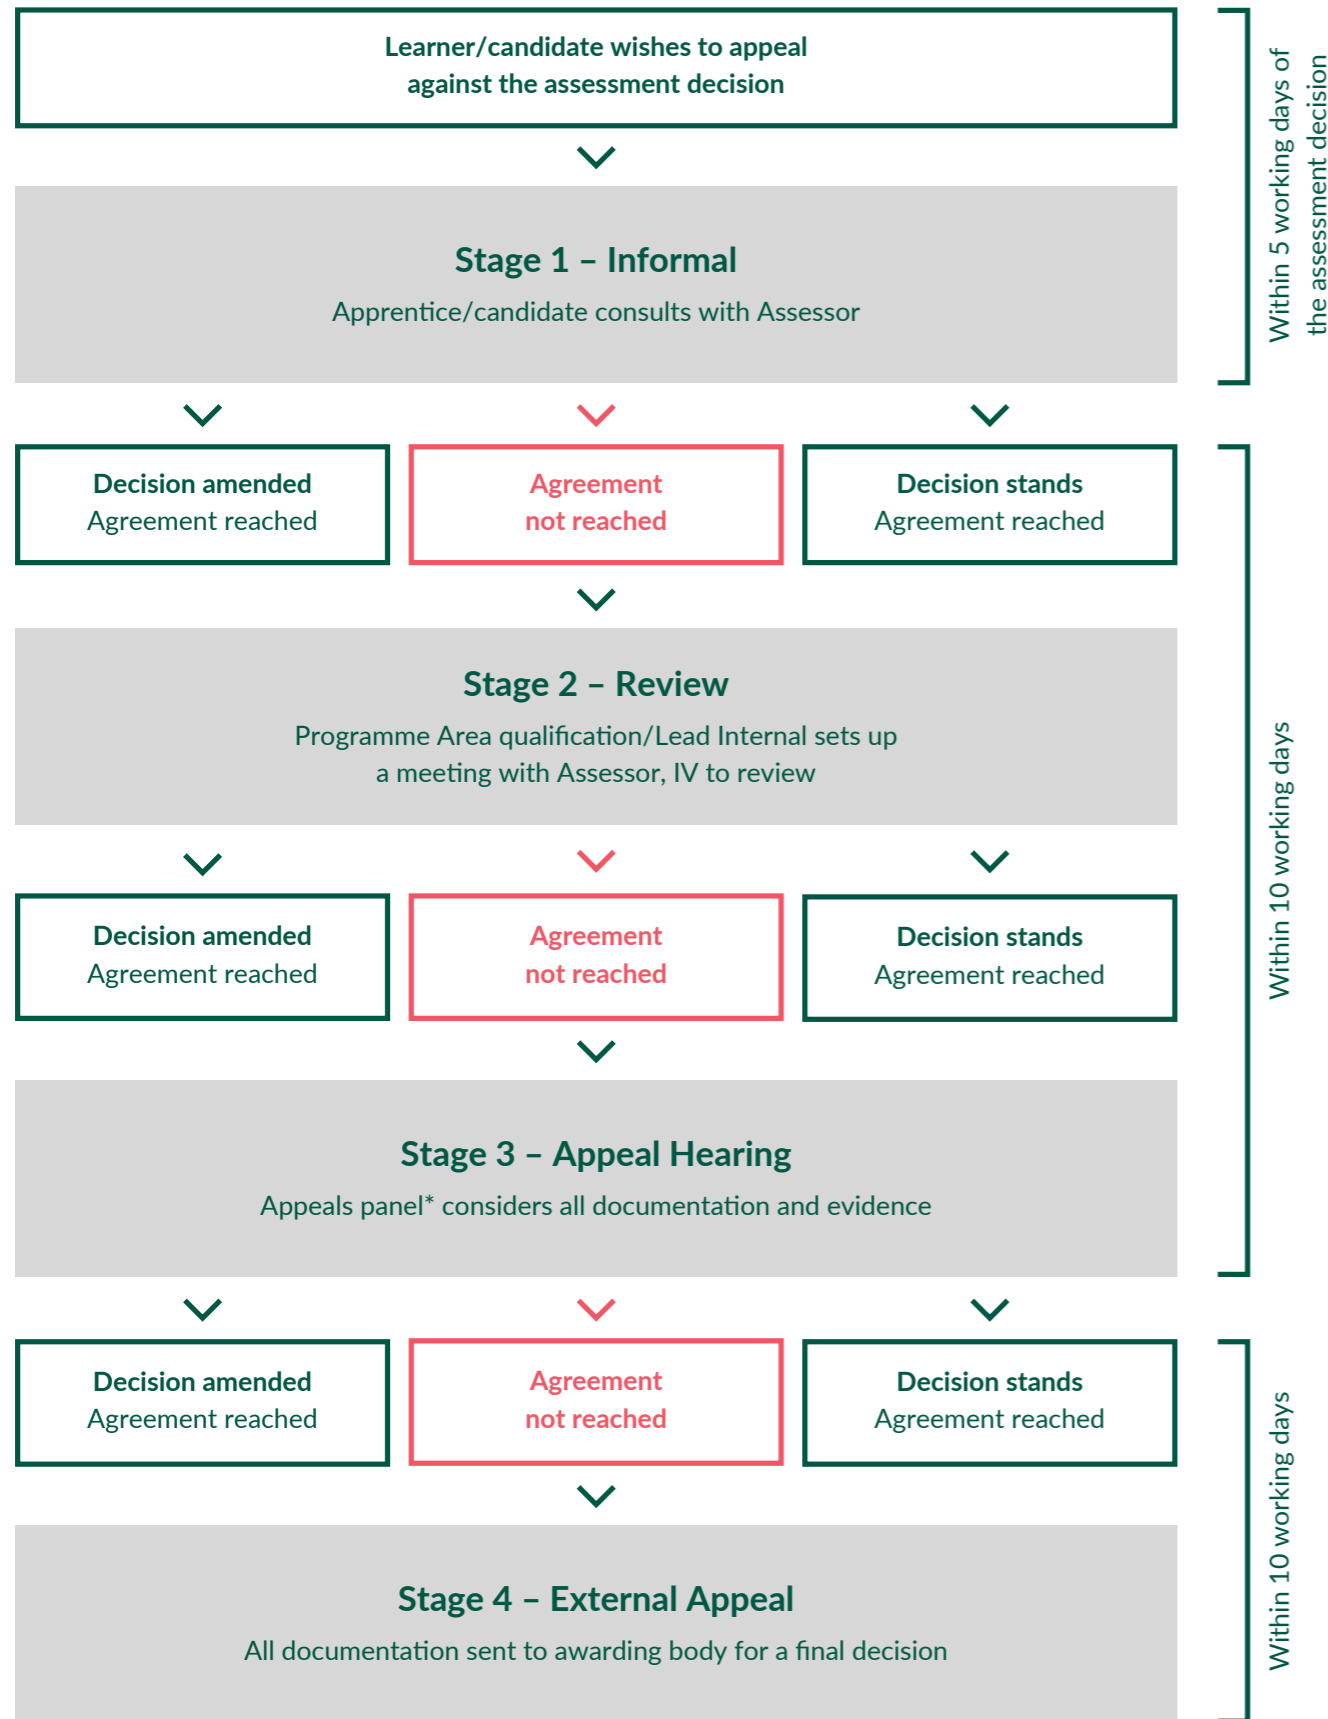 Learner/candidate wishes to appeal
against the assessment decision
Within 5 working days of
the assessment decision
Stage 1 – Informal
Apprentice/candidate consults with Assessor
Decision amended
Agreement reached
Agreement
not reached
Decision stands
Agreement reached
Within 10 working days
Stage 2 – Review
Programme Area qualification/Lead Internal sets up
a meeting with Assessor, IV to review
Decision amended
Agreement reached
Agreement
not reached
Decision stands
Agreement reached
Stage 3 – Appeal Hearing
Appeals panel* considers all documentation and evidence
Decision amended
Agreement reached
Agreement
not reached
Decision stands
Agreement reached
Within 10 working days
Stage 4 – External Appeal
All documentation sent to awarding body for a final decision